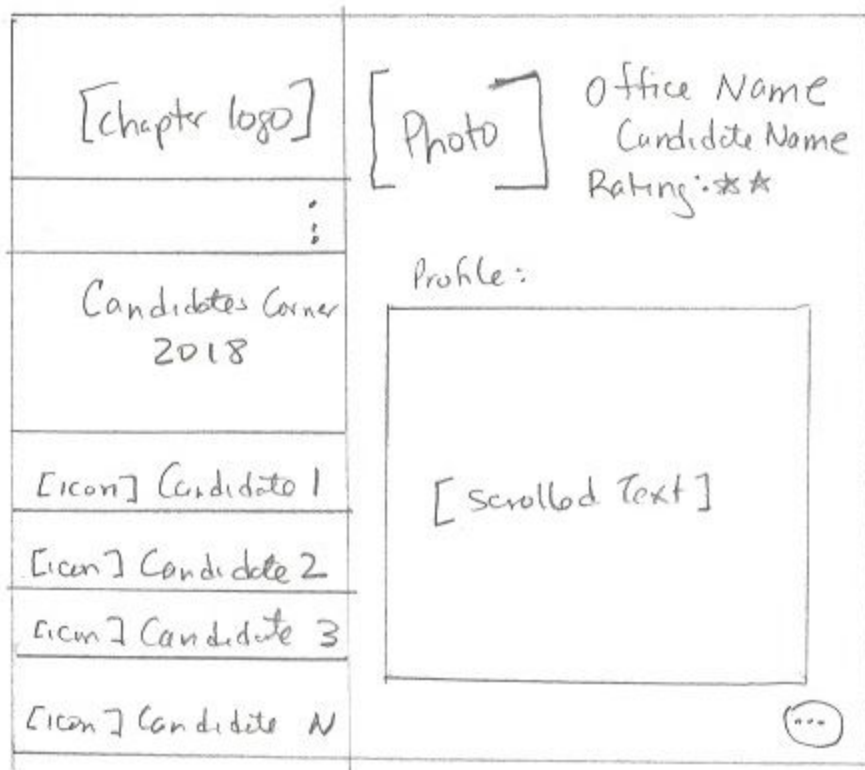 [Chapter logo]
⋮
Candidates Corner
2018
[icon] Candidate 1
[icon] Candidate 2
[icon] Candidate 3
[icon] Candidate N
[Photo]
Office Name
Candidate Name
Rating: ☆☆
Profile:
[Scrolled Text]
...